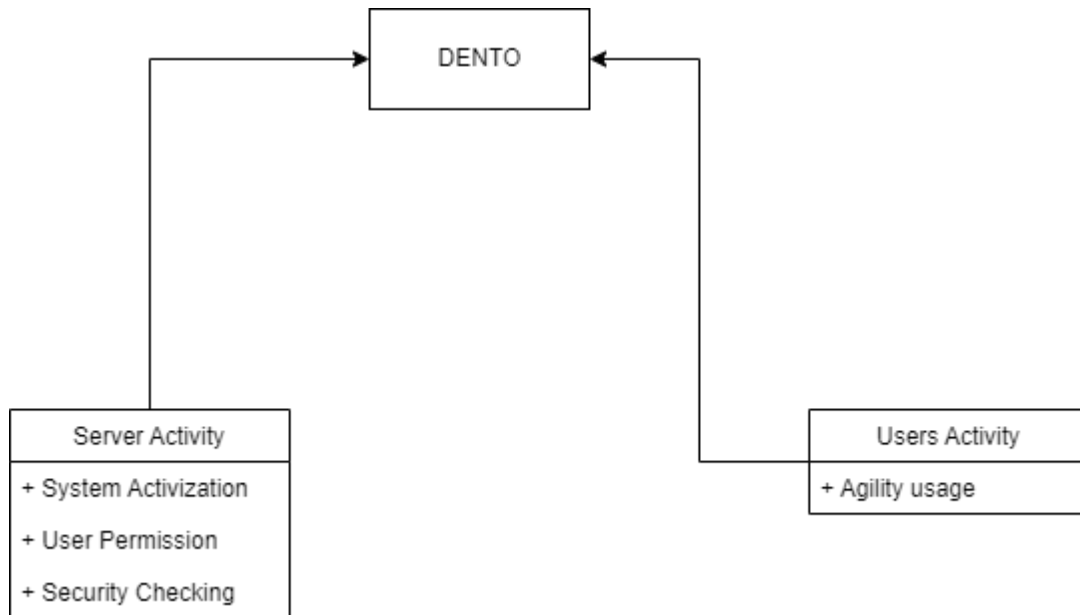 DENTO
Server Activity
+ System Activization
+ User Permission
+ Security Checking
Users Activity
+ Agility usage